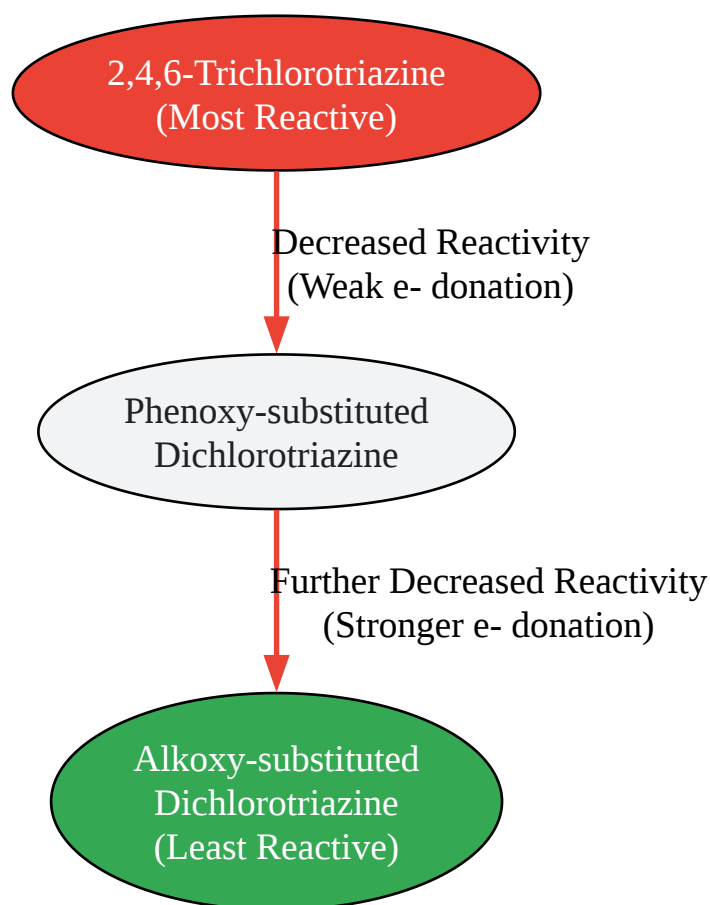 2,4,6-Trichlorotriazine
(Most Reactive)
Decreased Reactivity
(Weak e- donation)
Phenoxy-substituted
Dichlorotriazine
Further Decreased Reactivity
(Stronger e- donation)
Alkoxy-substituted
Dichlorotriazine
(Least Reactive)